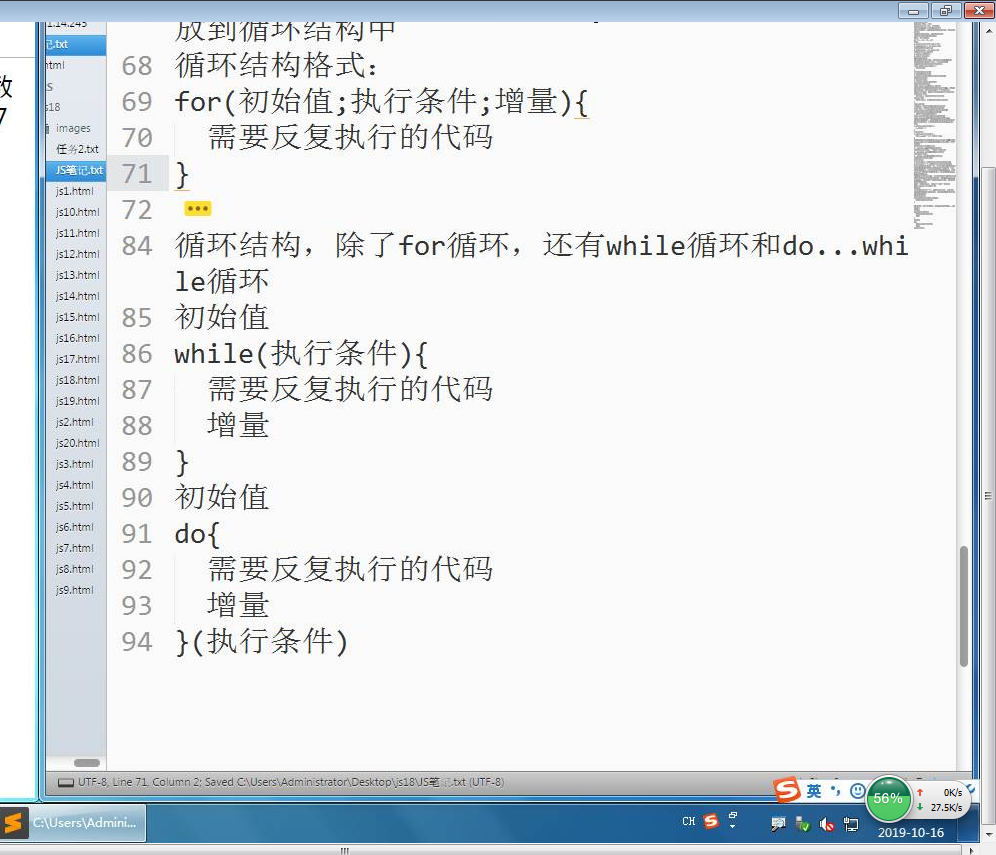 数
7
1.14.245
记.txt
html
js18
images
任务2.txt
JS笔记.txt
js1.html
js10.html
js11.html
js12.html
js13.html
js14.html
js15.html
js16.html
js17.html
js18.html
js19.html
js2.html
js20.html
js3.html
js4.html
js5.html
js6.html
js7.html
js8.html
js9.html
放到循环结构中
68 循环结构格式:
69 for(初始值;执行条件;增量){
70 需要反复执行的代码
71 }
72
84 循环结构，除了for循环，还有while循环和do...whi
le循环
85 初始值
86 while(执行条件){
87 需要反复执行的代码
88 增量
89 }
90 初始值
91 do{
92 需要反复执行的代码
93 增量
94 }(执行条件)
UTF-8, Line 71, Column 2; Saved C:\Users\Administrator\Desktop\js18\JS笔记.txt (UTF-8)
英
56%
0K/s
27.5K/s
C:\Users\Admini...
CH
2019-10-16